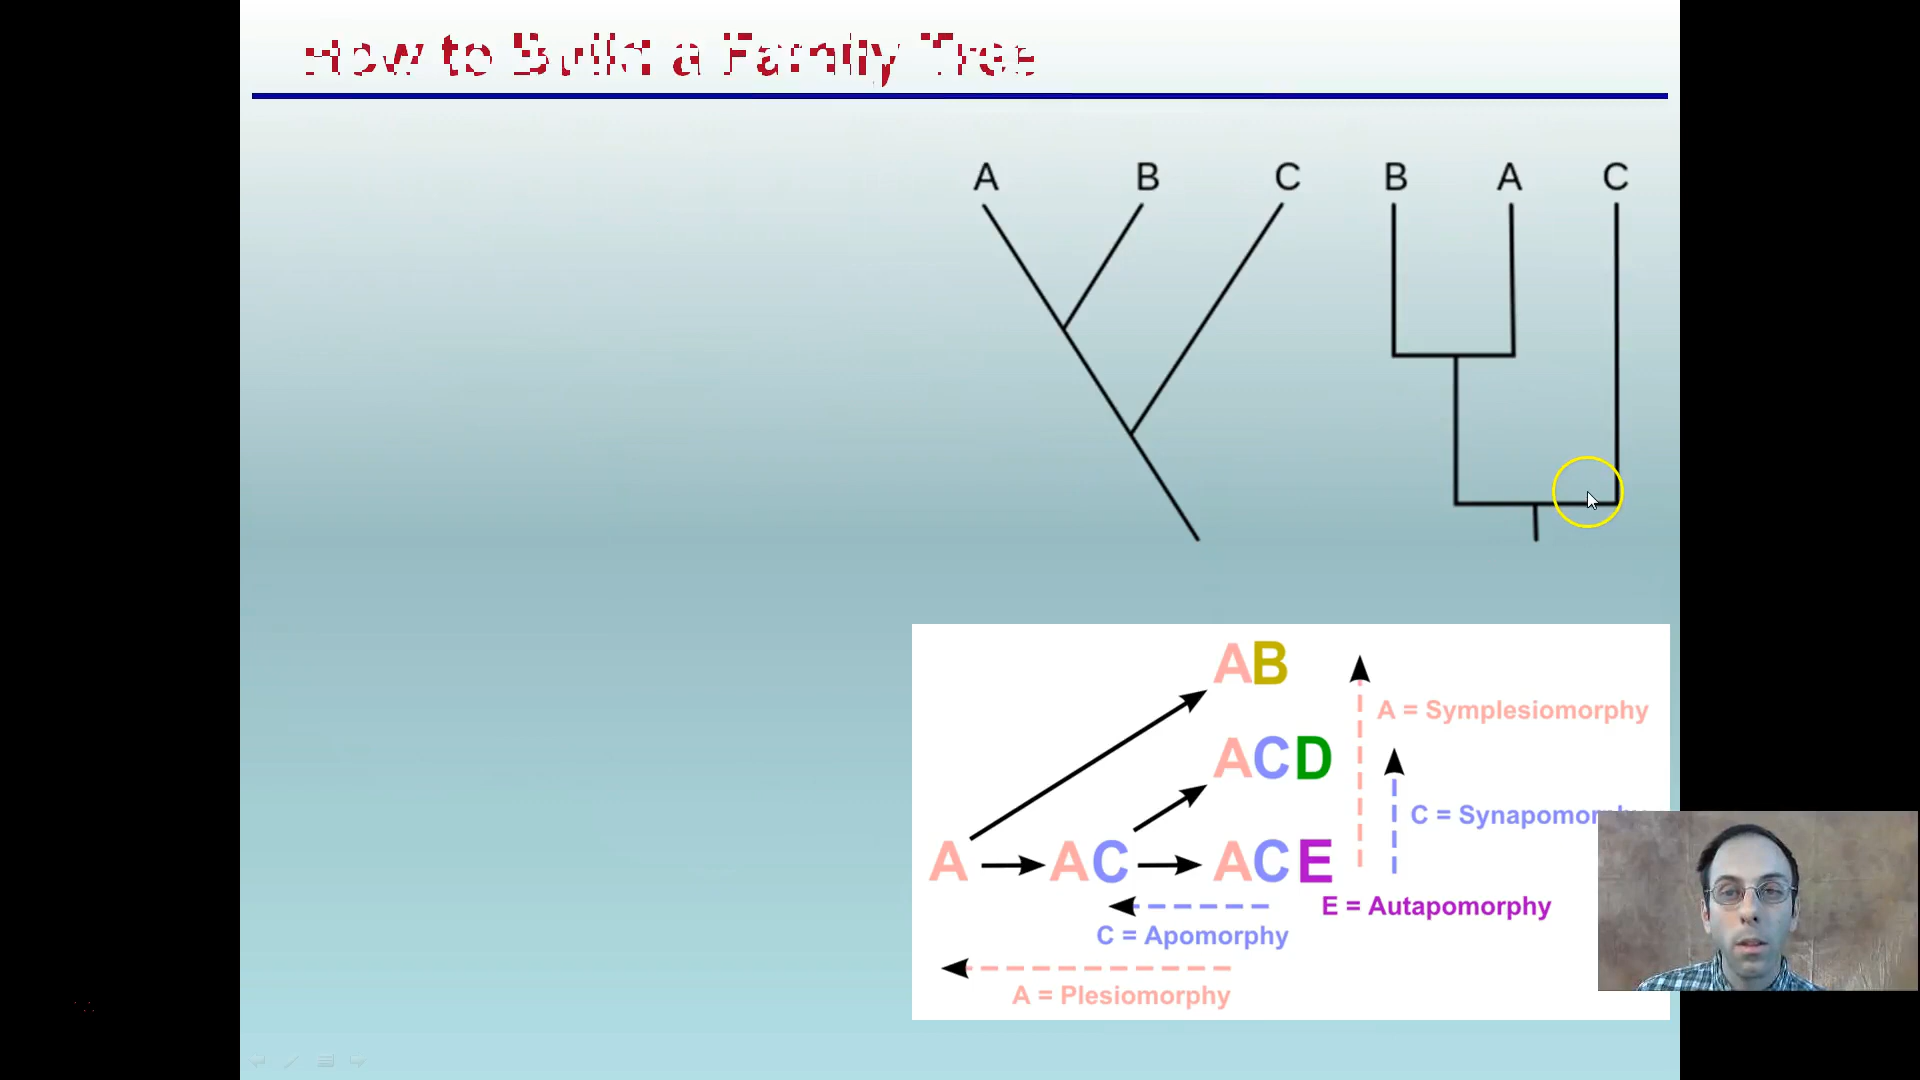 How to Build a Family Tree
A B C B A C
AB
A = Symplesiomorphy
ACD
C = Synapomorphy
A AC ACE
E = Autapomorphy
C = Apomorphy
A = Plesiomorphy